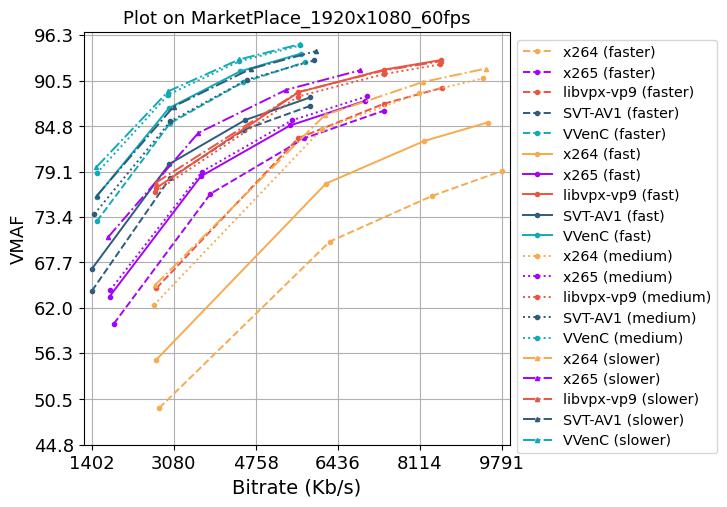 Plot on MarketPlace_1920x1080_60fps
96.3
90.5
84.8
79.1
73.4
67.7
62.0
56.3
50.5
44.8
VMAF
1402 3080 4758 6436 8114 9791
Bitrate (Kb/s)
x264 (faster)
x265 (faster)
libvpx-vp9 (faster)
SVT-AV1 (faster)
VVenC (faster)
x264 (fast)
x265 (fast)
libvpx-vp9 (fast)
SVT-AV1 (fast)
VVenC (fast)
x264 (medium)
x265 (medium)
libvpx-vp9 (medium)
SVT-AV1 (medium)
VVenC (medium)
x264 (slower)
x265 (slower)
libvpx-vp9 (slower)
SVT-AV1 (slower)
VVenC (slower)